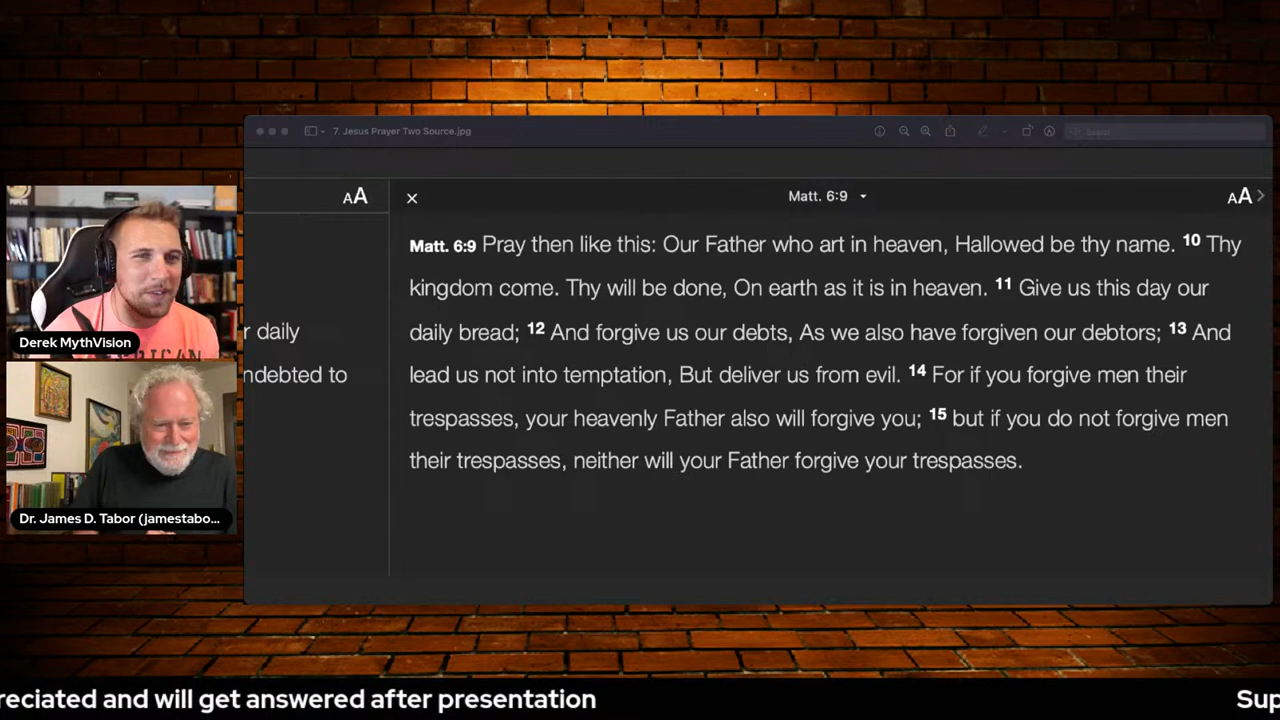 7. Jesus Prayer Two Source.jpg
Search
AA
Matt. 6:9
AA
Matt. 6:9 Pray then like this: Our Father who art in heaven, Hallowed be thy name. 10 Thy
kingdom come. Thy will be done, On earth as it is in heaven. 11 Give us this day our
r daily
daily bread; 12 And forgive us our debts, As we also have forgiven our debtors; 13 And
ndebted to
lead us not into temptation, But deliver us from evil. 14 For if you forgive men their
trespasses, your heavenly Father also will forgive you; 15 but if you do not forgive men
their trespasses, neither will your Father forgive your trespasses.
Derek MythVision
Dr. James D. Tabor (jamestabo...
reciated and will get answered after presentation
Sup